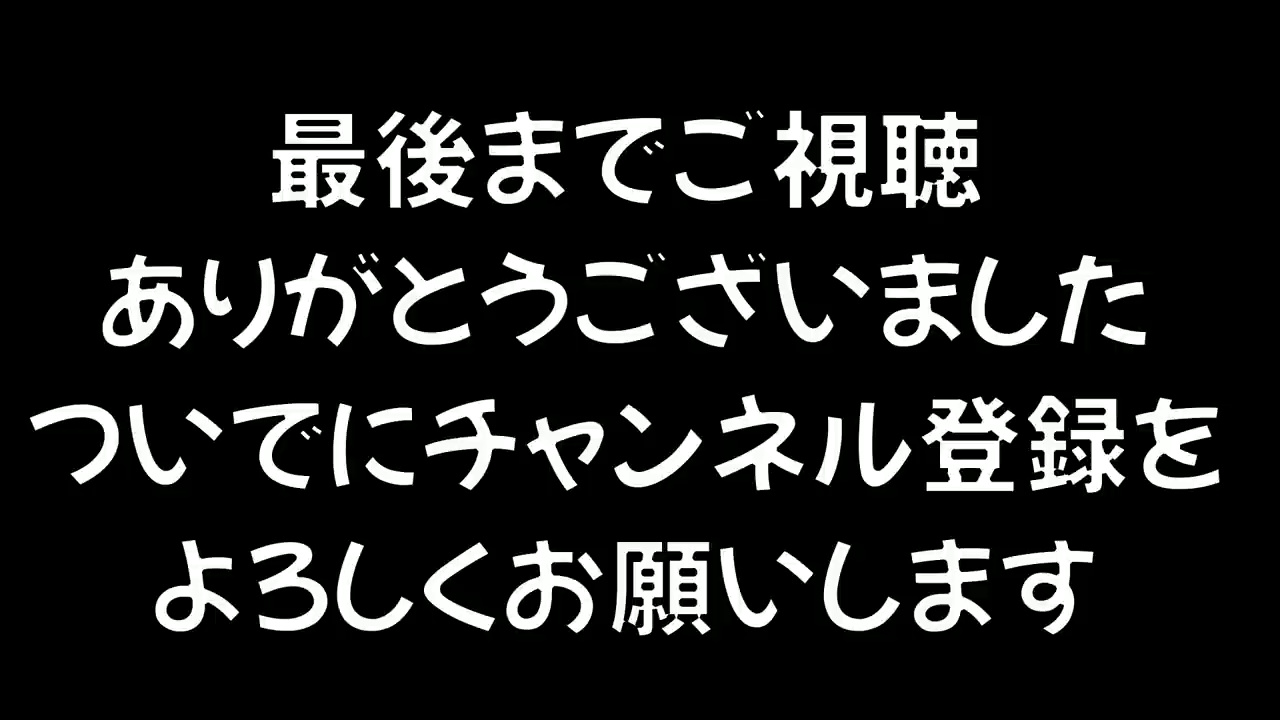 最後までご視聴
ありがとうございました
ついでにチャンネル登録を
よろしくお願いします